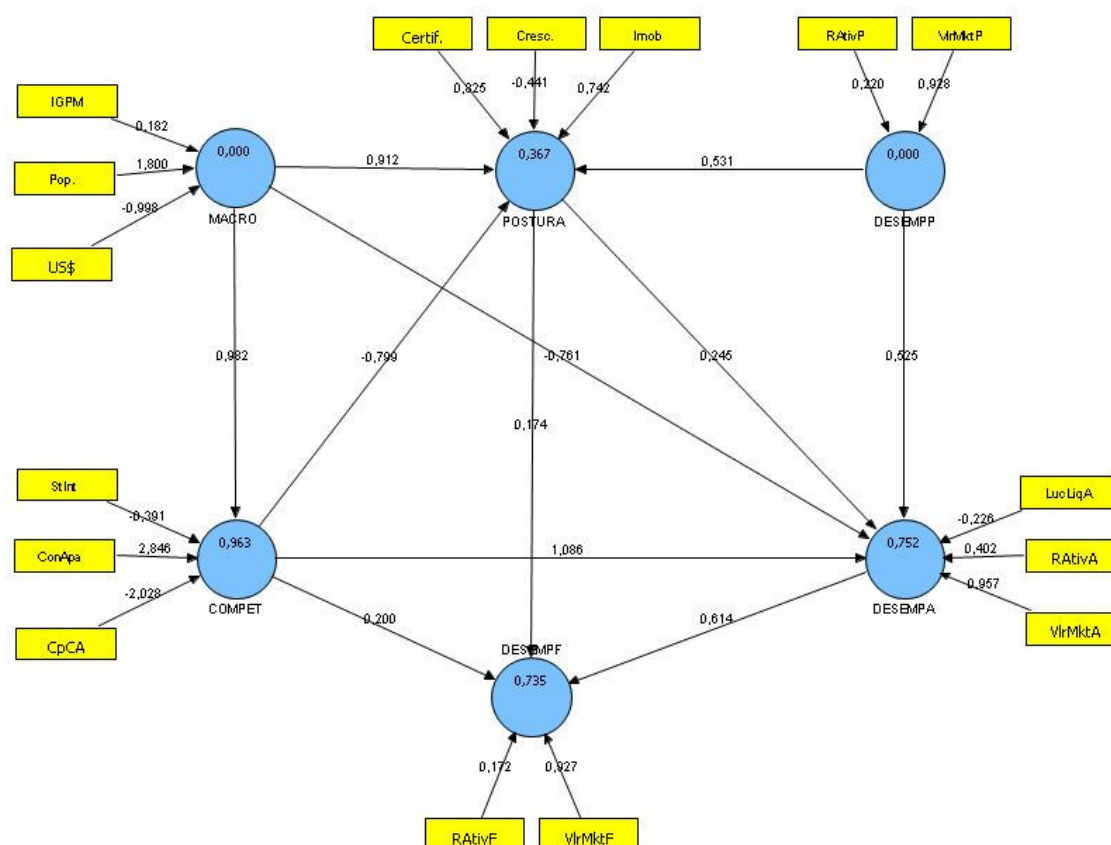 Certif.
Cresc.
Imob
RAtivP
VlrMktP
0,825
-0,441
0,742
0,220
0,928
IGPM
0,182
Pop.
1,800
US$
-0,998
0,000
MACRO
0,912
0,367
POSTURA
0,531
0,000
DESEMPP
0,982
-0,799
-0,761
0,245
0,525
0,174
StInt
-0,391
ConApa
2,846
CpCA
-2,028
0,963
COMPET
1,086
0,200
0,614
0,752
DESEMPA
LucLiqA
-0,226
RAtivA
0,402
VlrMktA
0,957
DESEMPF
0,735
0,172
0,927
RAtivF
VlrMktF